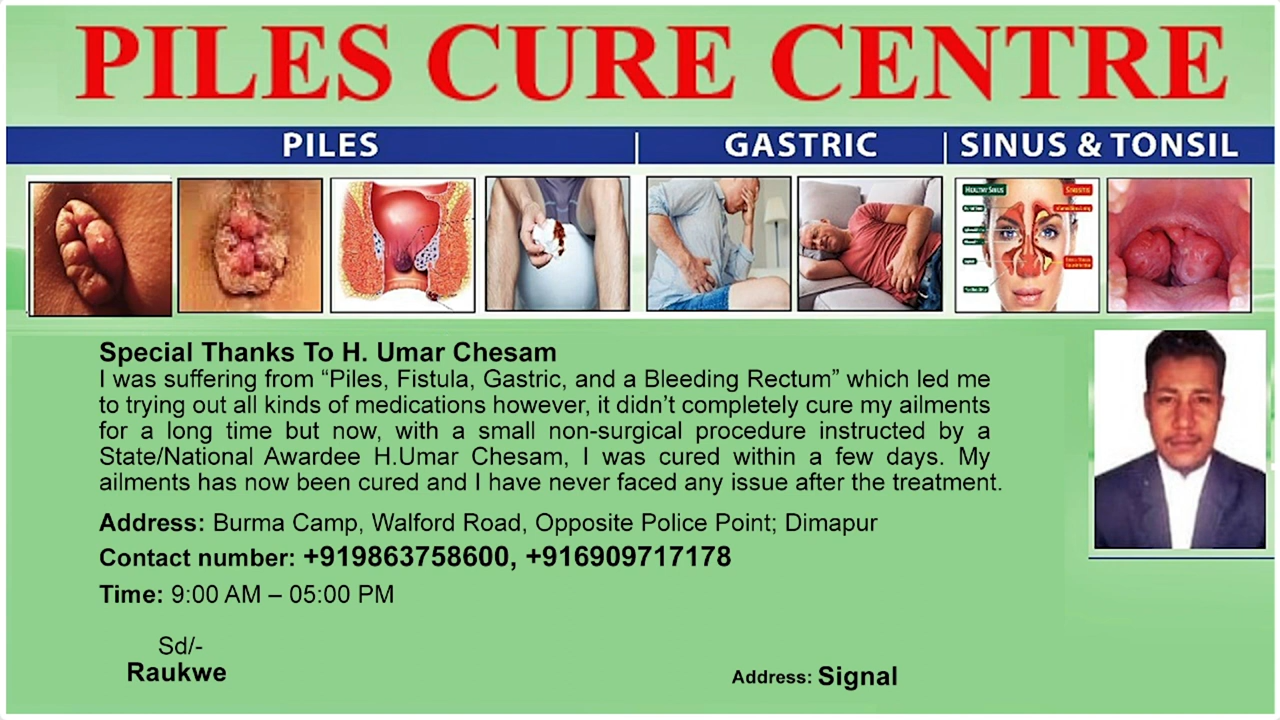 PILES CURE CENTRE
PILES | GASTRIC | SINUS & TONSIL
HEALTHY SINUS SINUSITIS
Special Thanks To H. Umar Chesam
I was suffering from “Piles, Fistula, Gastric, and a Bleeding Rectum” which led me
to trying out all kinds of medications however, it didn’t completely cure my ailments
for a long time but now, with a small non-surgical procedure instructed by a
State/National Awardee H.Umar Chesam, I was cured within a few days. My
ailments has now been cured and I have never faced any issue after the treatment.
Address: Burma Camp, Walford Road, Opposite Police Point; Dimapur
Contact number: +919863758600, +916909717178
Time: 9:00 AM – 05:00 PM
Sd/-
Raukwe
Address: Signal